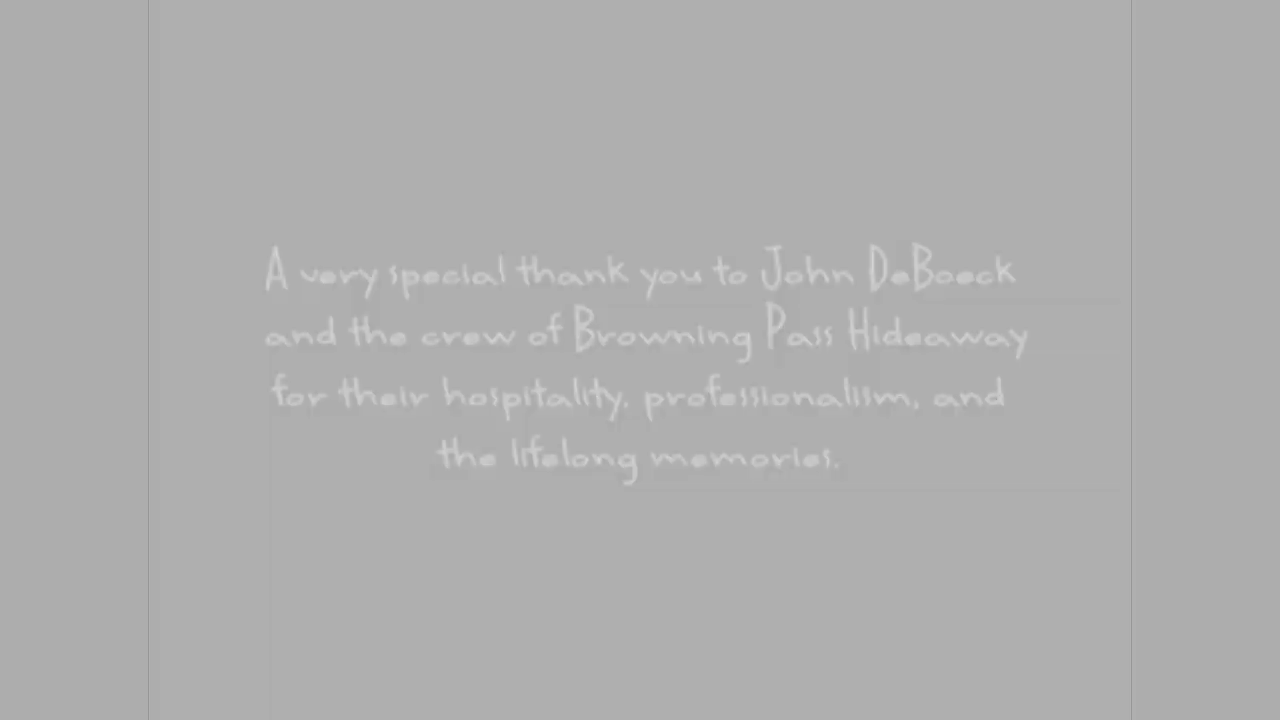 A very special thank you to John DeBoeck
and the crew of Browning Pass Hideaway
for their hospitality, professionalism, and
the lifelong memories.